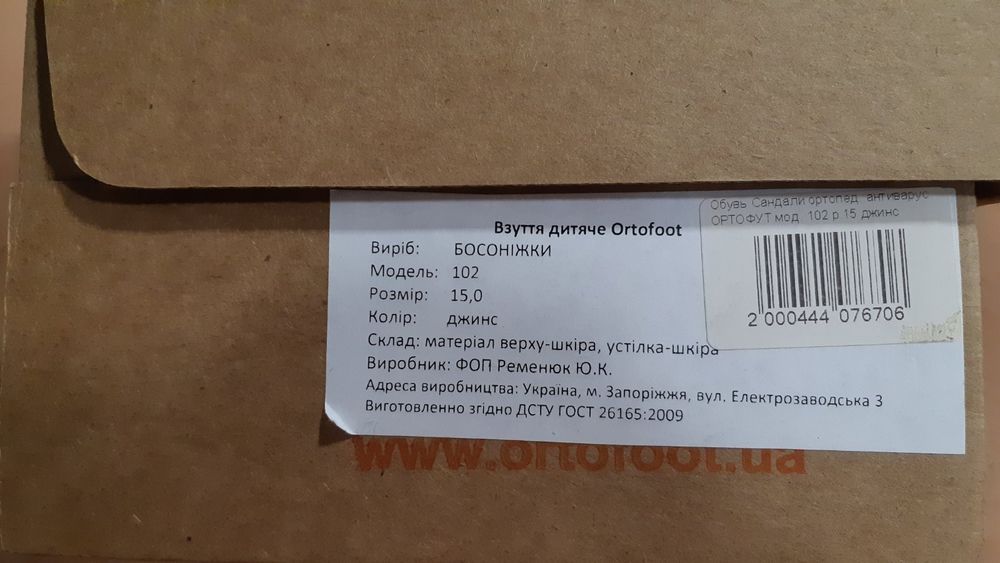 Взуття дитяче Ortofoot
Виріб: БОСОНІЖКИ
Модель: 102
Розмір: 15,0
Колір: джинс
Склад: матеріал верху-шкіра, устілка-шкіра
Виробник: ФОП Ременюк Ю.К.
Адреса виробництва: Україна, м. Запоріжжя, вул. Електрозаводська 3
Виготовленно згідно ДСТУ ГОСТ 26165:2009
Обувь Сандали ортопед. антиварус
ОРТОФУТ мод. 102 р 15 джинс
2 000444 076706
www.ortofoot.ua